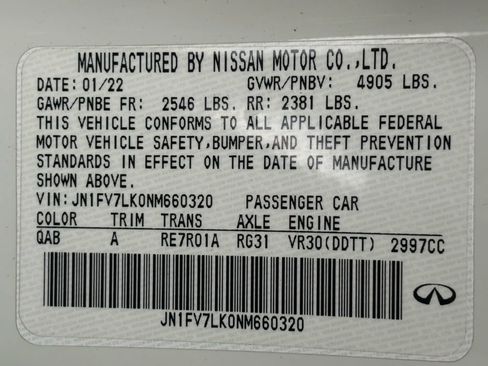 MANUFACTURED BY NISSAN MOTOR CO.,LTD.
DATE: 01/22 GVWR/PNBV: 4905 LBS.
GAWR/PNBE FR: 2546 LBS. RR: 2381 LBS.
THIS VEHICLE CONFORMS TO ALL APPLICABLE FEDERAL
MOTOR VEHICLE SAFETY,BUMPER,AND THEFT PREVENTION
STANDARDS IN EFFECT ON THE DATE OF MANUFACTURE
SHOWN ABOVE.
VIN: JN1FV7LK0NM660320 PASSENGER CAR
COLOR TRIM TRANS AXLE ENGINE
QAB A RE7R01A RG31 VR30(DDTT) 2997CC
JN1FV7LK0NM660320
INFINITI